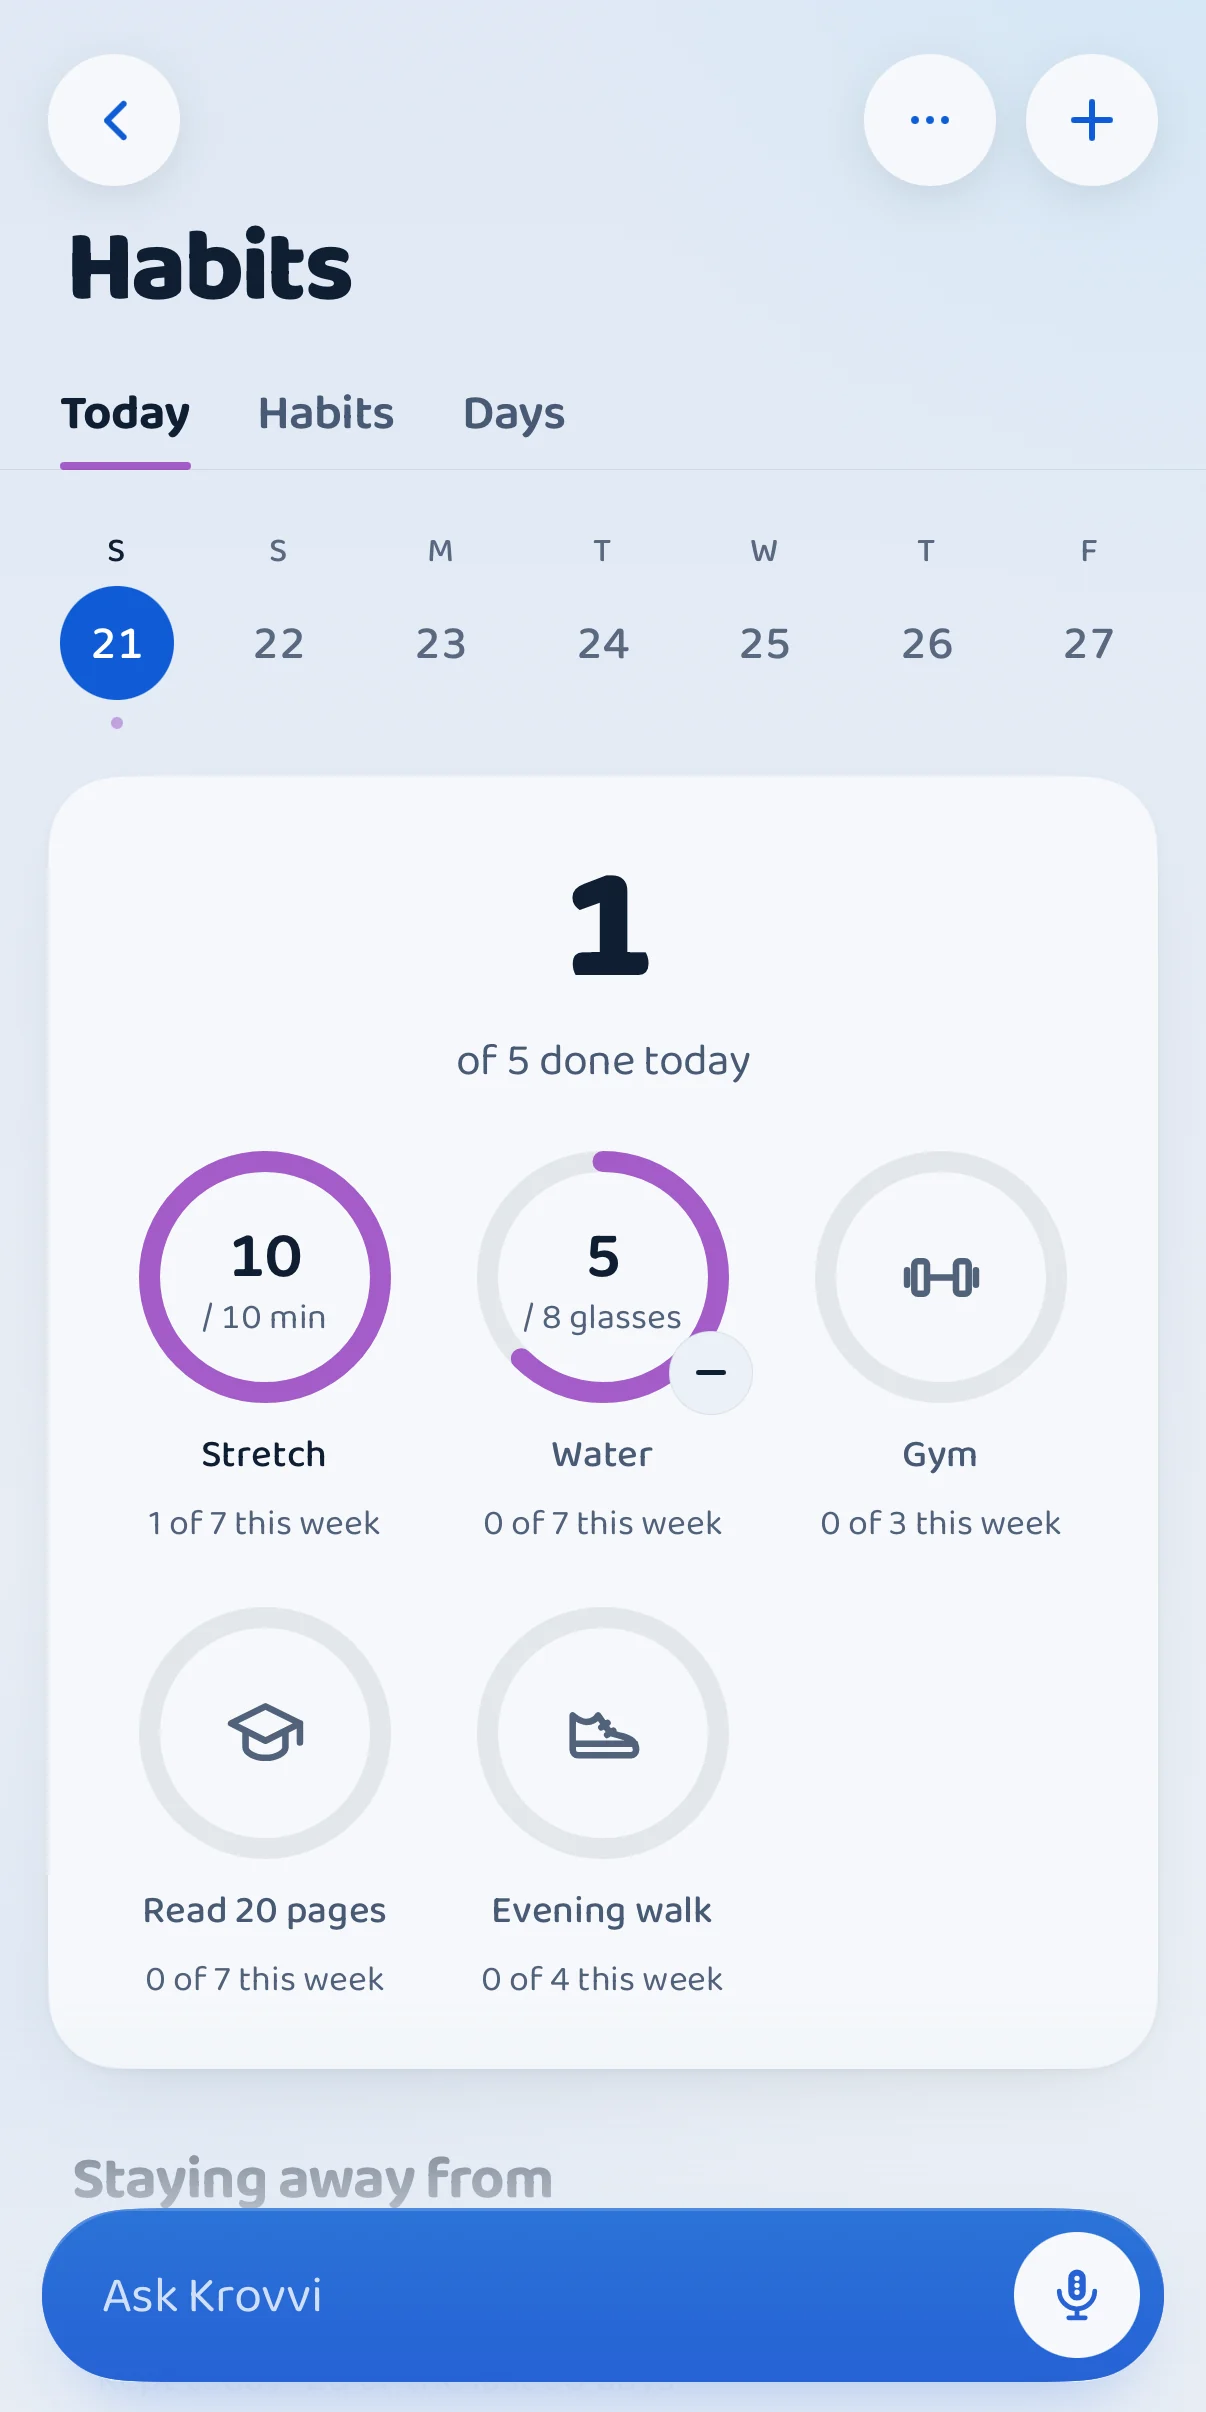 Habits
Today Habits Days
S S M T W T F
21 22 23 24 25 26 27
1
of 5 done today
10 5
/ 10 min / 8 glasses
Stretch Water Gym
1 of 7 this week 0 of 7 this week 0 of 3 this week
Read 20 pages Evening walk
0 of 7 this week 0 of 4 this week
Staying away from
Ask Krovvi